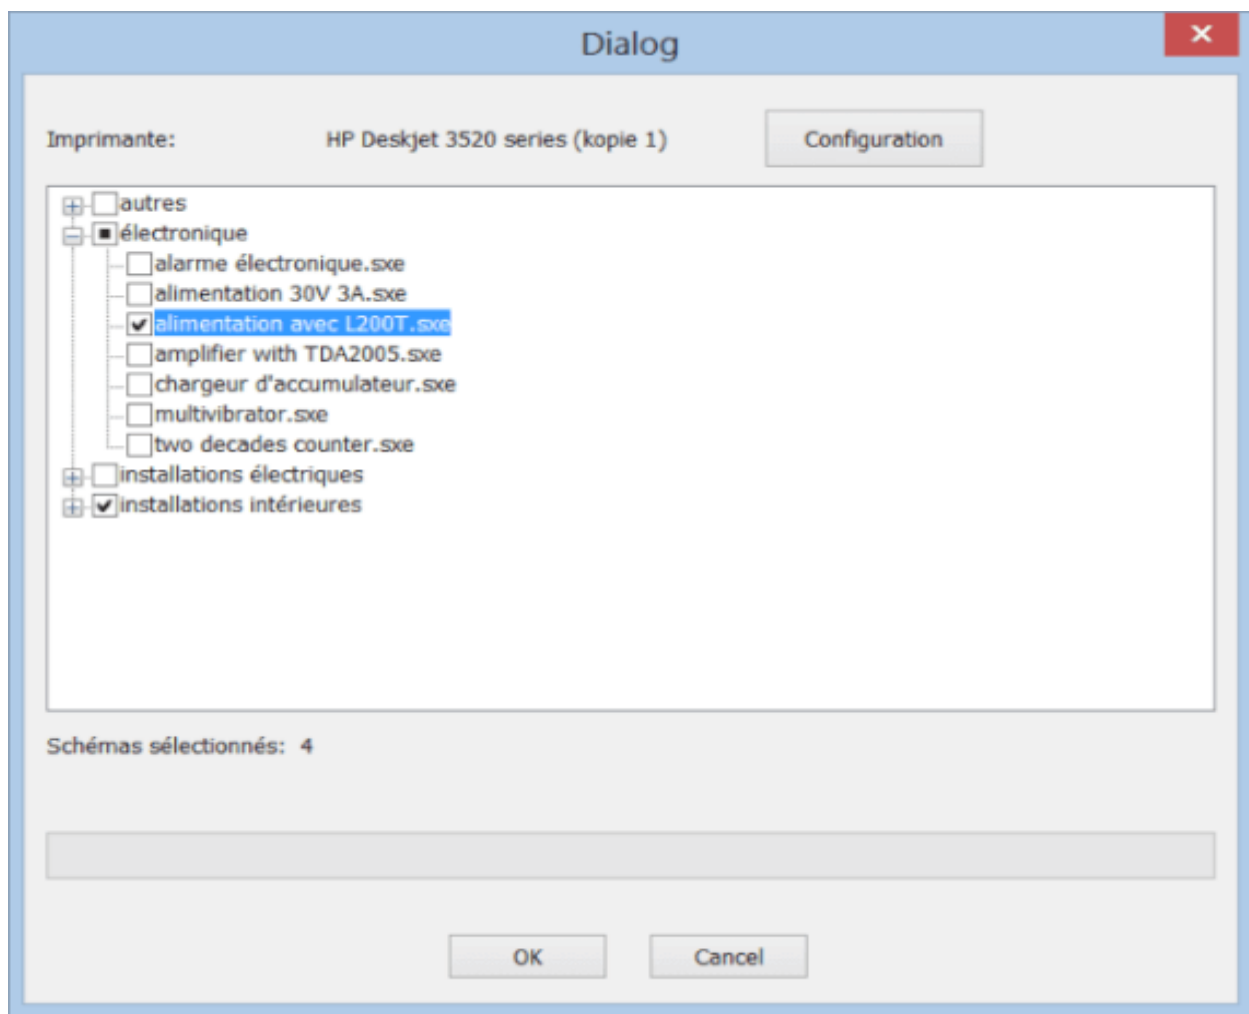 Dialog
Imprimante: HP Deskjet 3520 series (kopie 1) Configuration
autres
électronique
alarme électronique.sxe
alimentation 30V 3A.sxe
alimentation avec L200T.sxe
amplifier with TDA2005.sxe
chargeur d'accumulateur.sxe
multivibrator.sxe
two decades counter.sxe
installations électriques
installations intérieures
Schémas sélectionnés: 4
OK Cancel